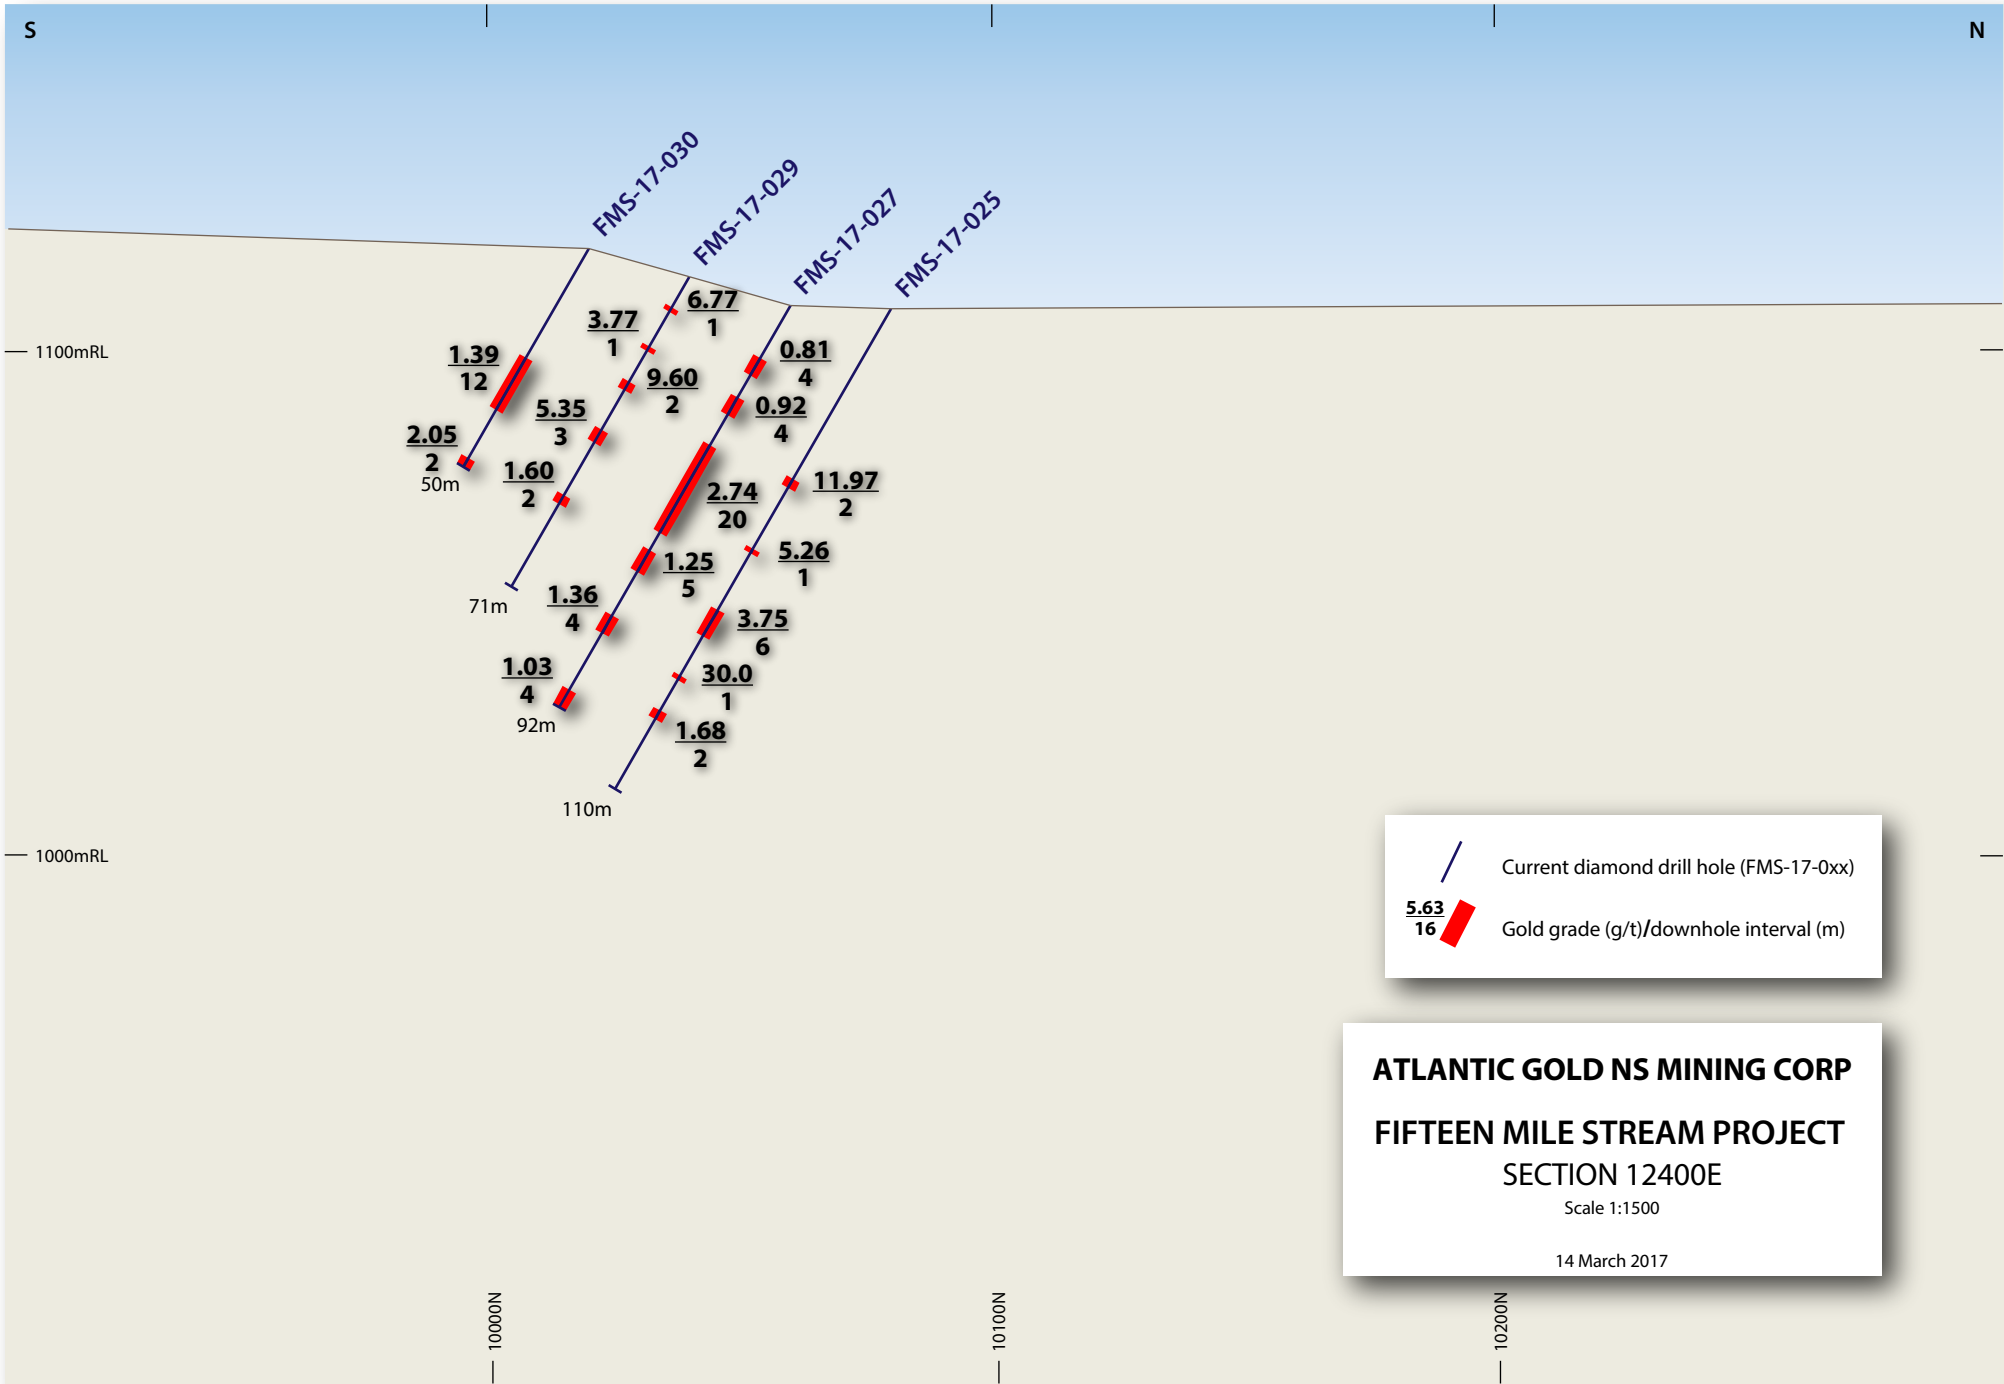 S
N
FMS-17-030
FMS-17-029
FMS-17-027
FMS-17-025
1100mRL
1000mRL
1.39
12
2.05
2
50m
6.77
1
3.77
1
9.60
2
5.35
3
1.60
2
71m
0.81
4
0.92
4
2.74
20
1.25
5
1.36
4
1.03
4
92m
11.97
2
5.26
1
3.75
6
30.0
1
1.68
2
110m
Current diamond drill hole (FMS-17-0xx)
5.63
16
Gold grade (g/t)/downhole interval (m)
ATLANTIC GOLD NS MINING CORP
FIFTEEN MILE STREAM PROJECT
SECTION 12400E
Scale 1:1500
14 March 2017
10000N
10100N
10200N